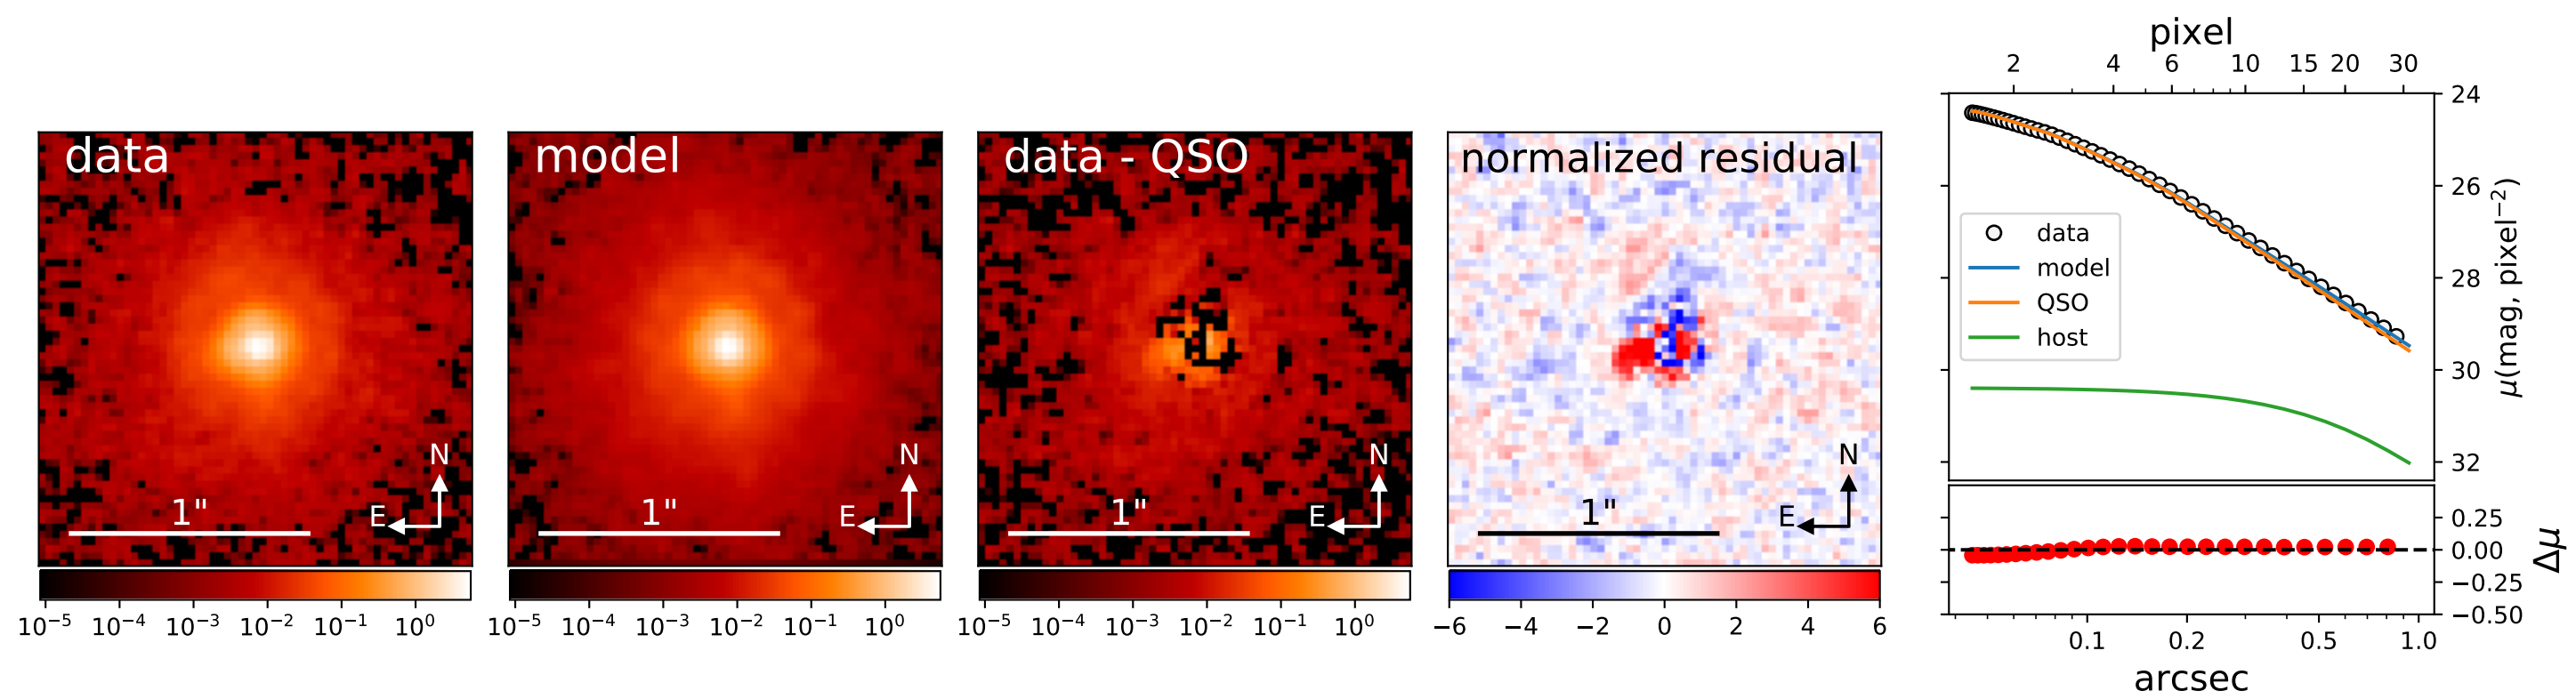 data
N
E
1"
10⁻⁵ 10⁻⁴ 10⁻³ 10⁻² 10⁻¹ 10⁰
model
N
E
1"
10⁻⁵ 10⁻⁴ 10⁻³ 10⁻² 10⁻¹ 10⁰
data - QSO
N
E
1"
10⁻⁵ 10⁻⁴ 10⁻³ 10⁻² 10⁻¹ 10⁰
normalized residual
N
E
1"
−6 −4 −2 0 2 4 6
pixel
2 4 6 10 15 20 30
24
26
28
30
32
μ(mag, pixel⁻²)
data
model
QSO
host
0.25
0.00
−0.25
−0.50
Δμ
0.1 0.2 0.5 1.0
arcsec